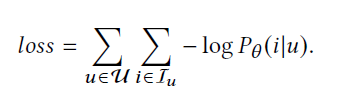 loss = ∑_{u∈𝒰} ∑_{i∈ℐ_u} − log P_θ(i|u).